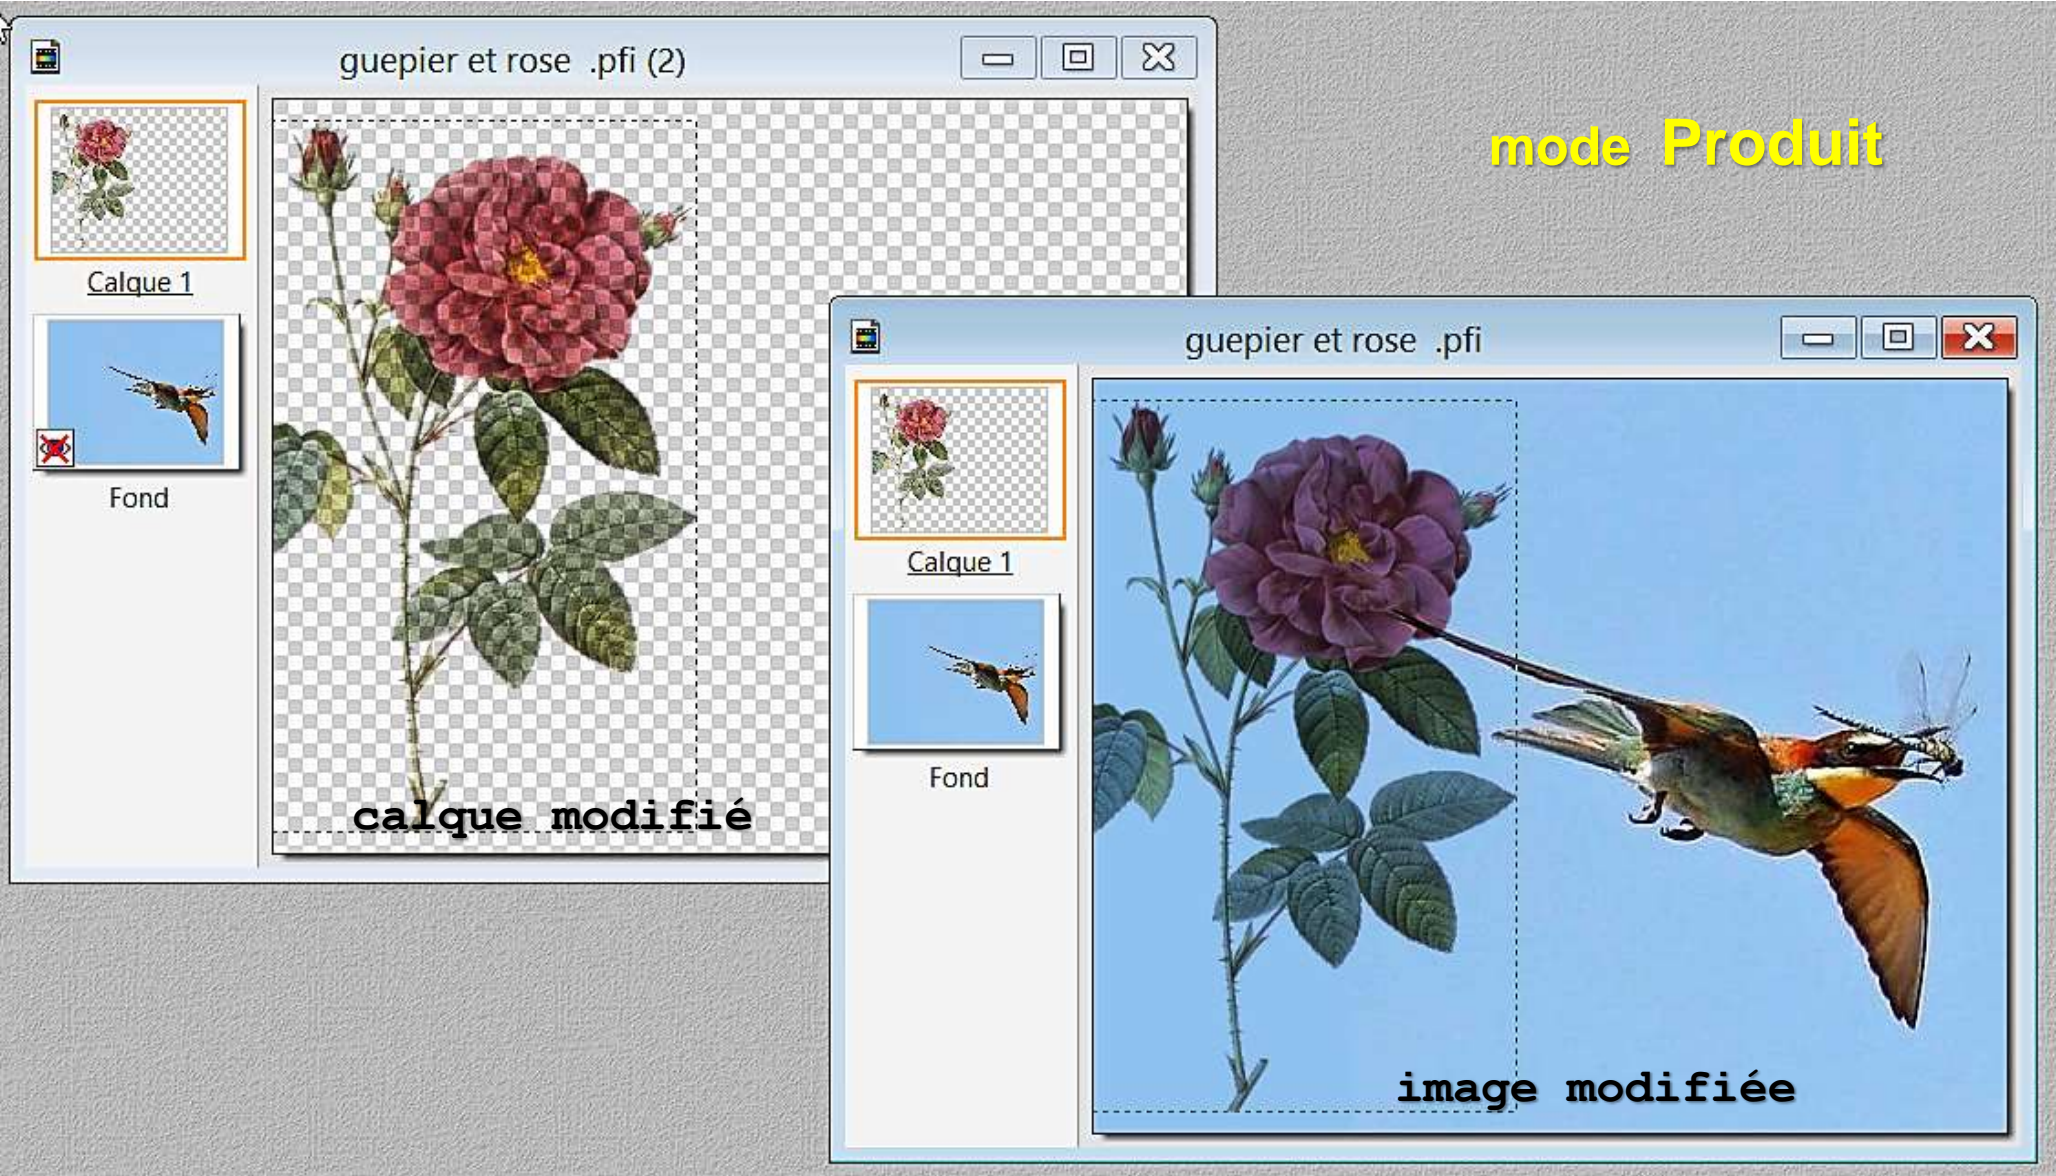 guepier et rose  .pfi (2)
Calque 1
Fond
calque modifié
mode Produit
guepier et rose  .pfi
Calque 1
Fond
image modifiée